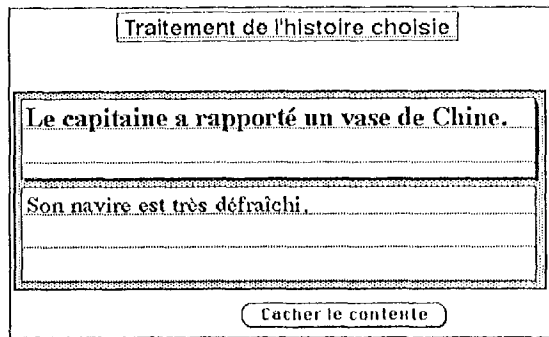 Traitement de l'histoire choisie
Le capitaine a rapporté un vase de Chine.
Son navire est très défraîchi.
Cacher le contexte